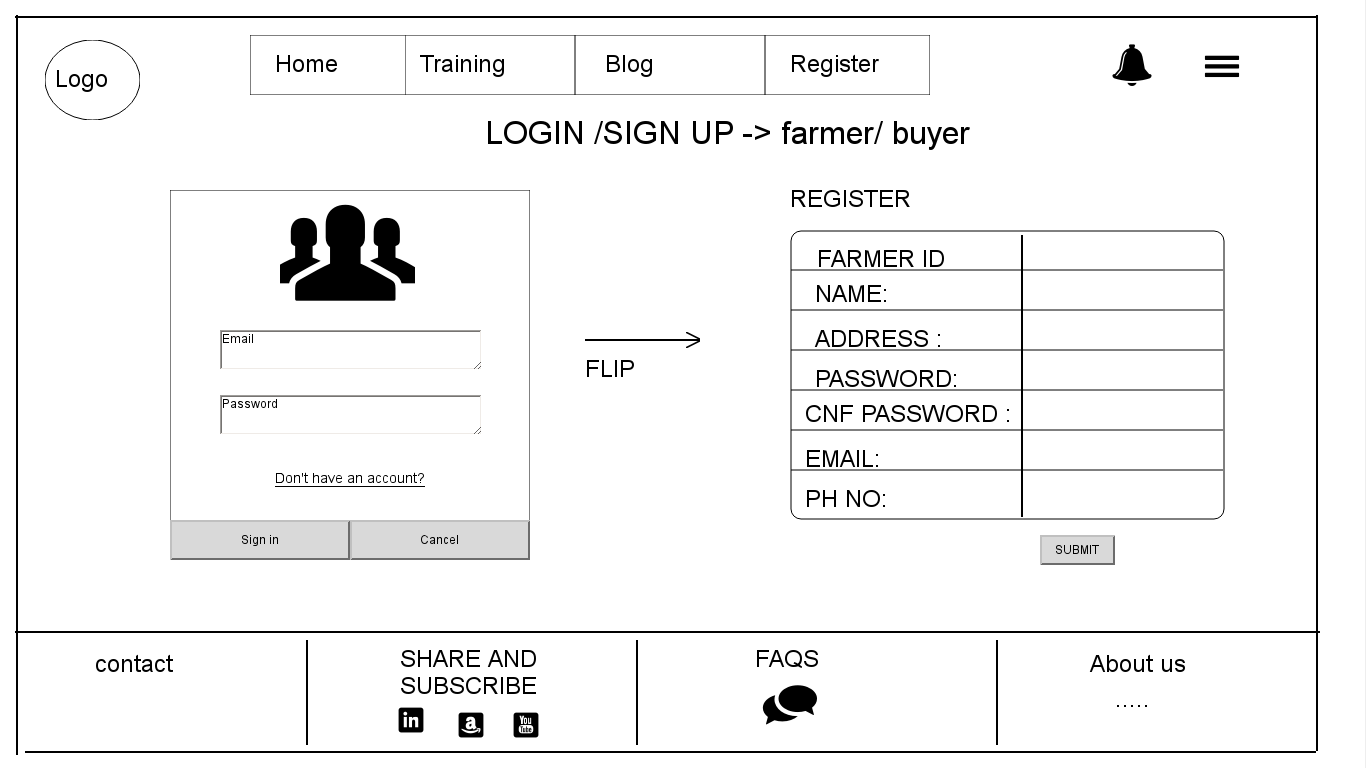 Logo
Home
Training
Blog
Register
LOGIN /SIGN UP -> farmer/ buyer
Email
Password
Don't have an account?
Sign in
Cancel
FLIP
REGISTER
FARMER ID
NAME:
ADDRESS :
PASSWORD:
CNF PASSWORD :
EMAIL:
PH NO:
SUBMIT
contact
SHARE AND
SUBSCRIBE
in
a
You
Tube
FAQS
About us
.....